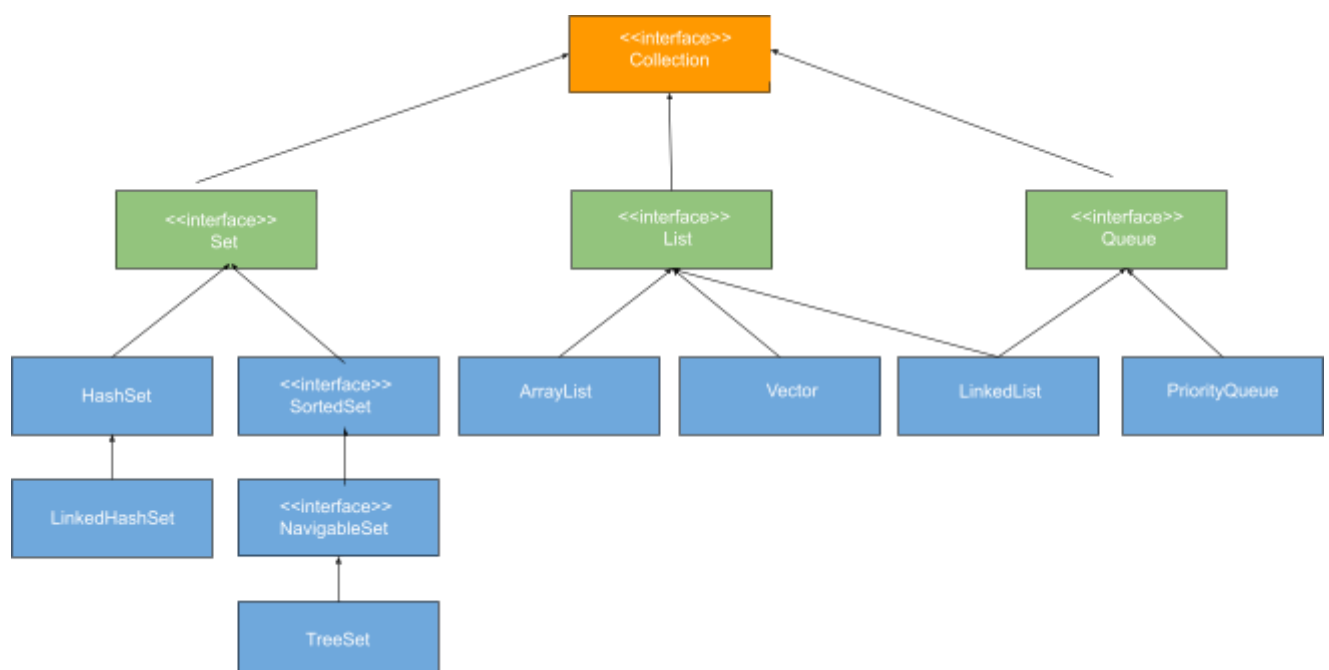 <<interface>>
Collection
<<interface>>
Set
<<interface>>
List
<<interface>>
Queue
HashSet
<<interface>>
SortedSet
ArrayList
Vector
LinkedList
PriorityQueue
LinkedHashSet
<<interface>>
NavigableSet
TreeSet